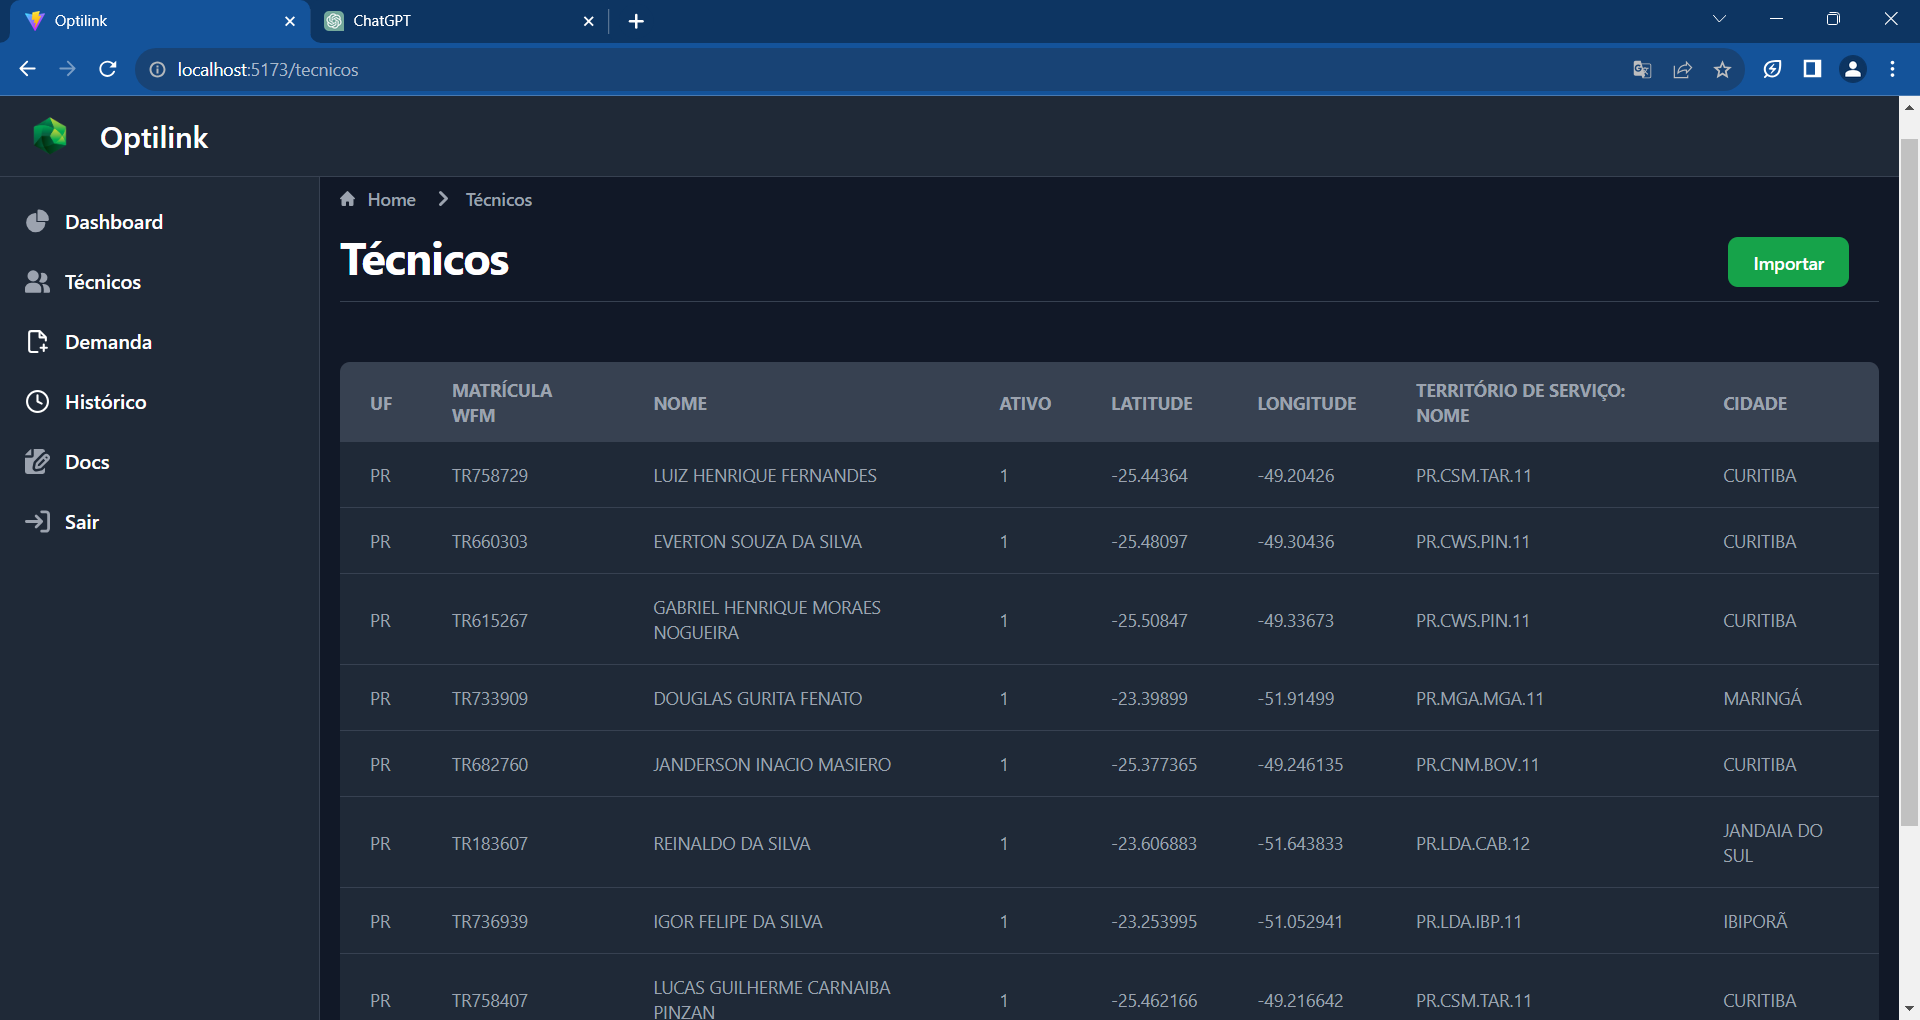 Optilink
ChatGPT
localhost:5173/tecnicos
Optilink
Dashboard
Técnicos
Demanda
Histórico
Docs
Sair
Home
Técnicos
Técnicos
Importar
UF MATRÍCULA WFM NOME ATIVO LATITUDE LONGITUDE TERRITÓRIO DE SERVIÇO: NOME CIDADE
PR TR758729 LUIZ HENRIQUE FERNANDES 1 -25.44364 -49.20426 PR.CSM.TAR.11 CURITIBA
PR TR660303 EVERTON SOUZA DA SILVA 1 -25.48097 -49.30436 PR.CWS.PIN.11 CURITIBA
PR TR615267 GABRIEL HENRIQUE MORAES NOGUEIRA 1 -25.50847 -49.33673 PR.CWS.PIN.11 CURITIBA
PR TR733909 DOUGLAS GURITA FENATO 1 -23.39899 -51.91499 PR.MGA.MGA.11 MARINGÁ
PR TR682760 JANDERSON INACIO MASIERO 1 -25.377365 -49.246135 PR.CNM.BOV.11 CURITIBA
PR TR183607 REINALDO DA SILVA 1 -23.606883 -51.643833 PR.LDA.CAB.12 JANDAIA DO SUL
PR TR736939 IGOR FELIPE DA SILVA 1 -23.253995 -51.052941 PR.LDA.IBP.11 IBIPORÃ
PR TR758407 LUCAS GUILHERME CARNAIBA PINZAN 1 -25.462166 -49.216642 PR.CSM.TAR.11 CURITIBA